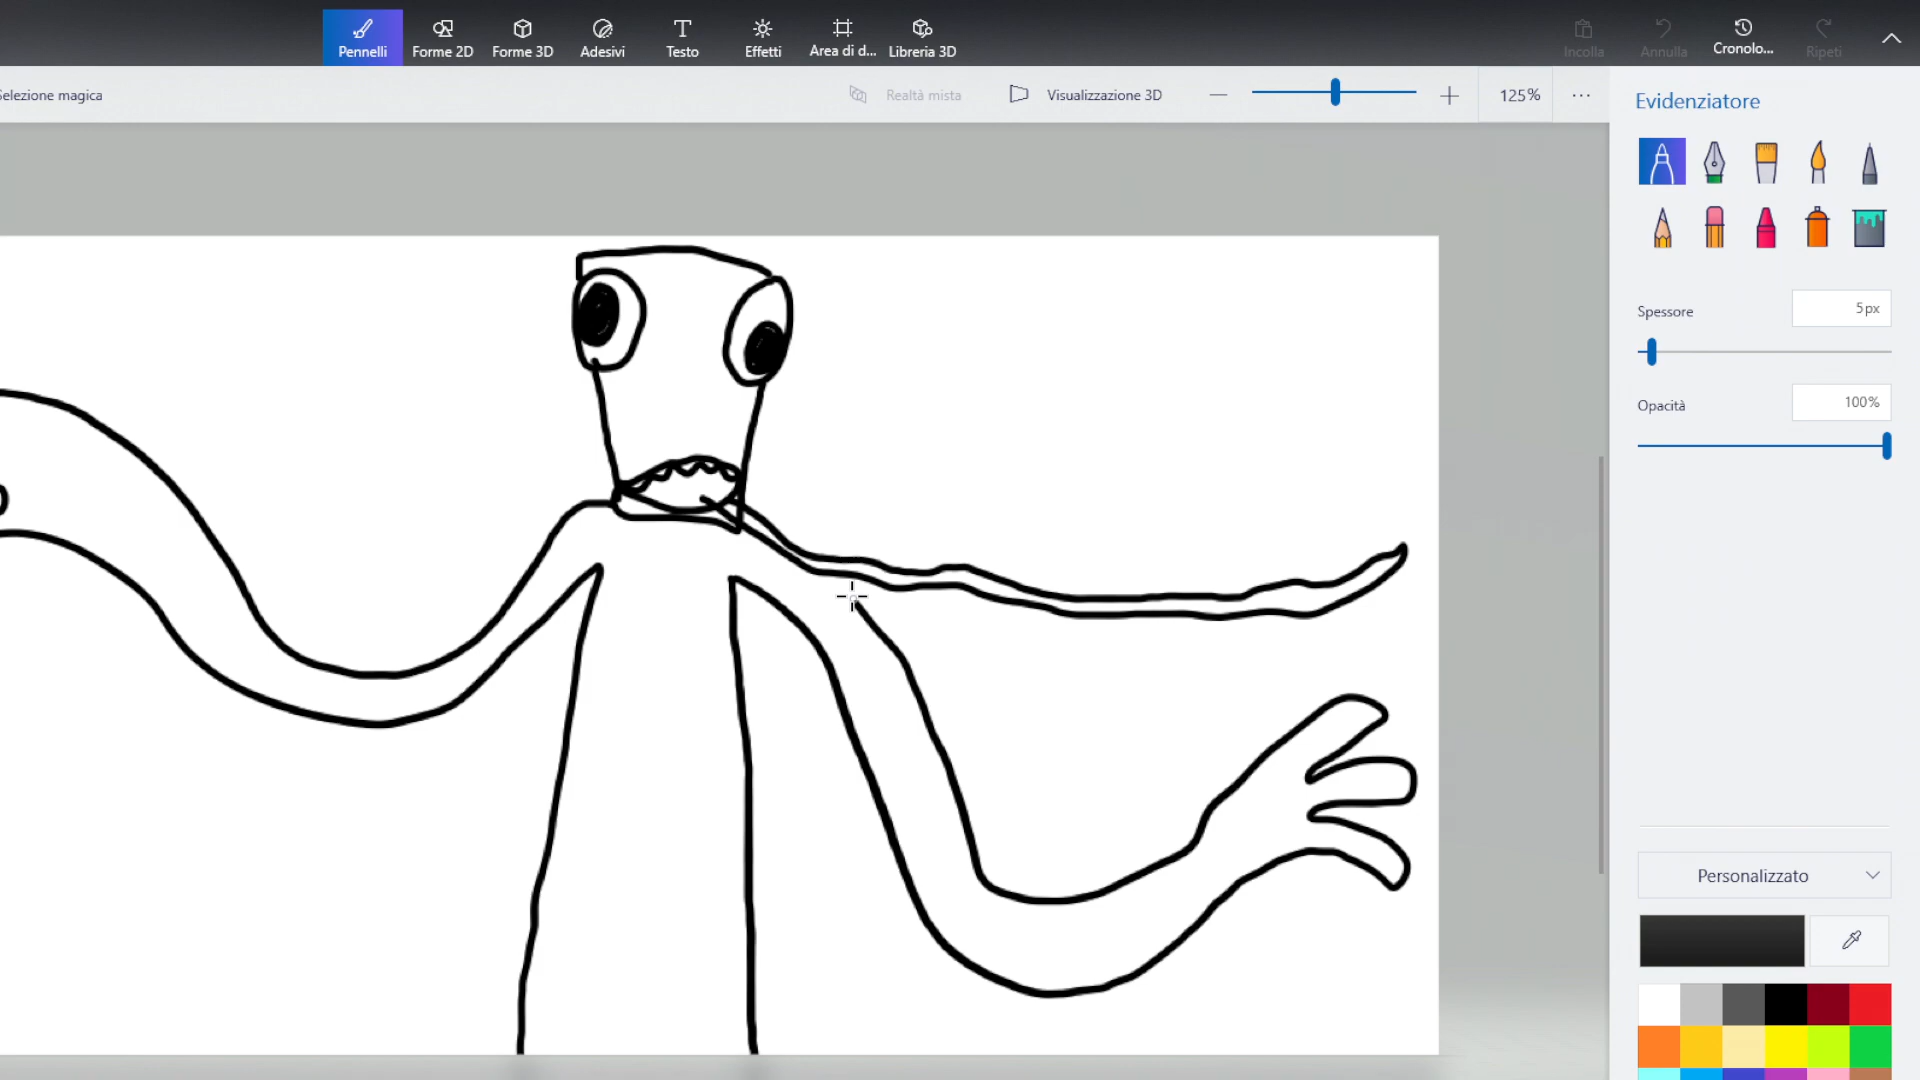 Pennelli
Forme 2D
Forme 3D
Adesivi
Testo
Effetti
Area di d...
Libreria 3D
Incolla
Annulla
Cronolo...
Ripeti
Selezione magica
Realtà mista
Visualizzazione 3D
125%
Evidenziatore
Spessore
5px
Opacità
100%
Personalizzato